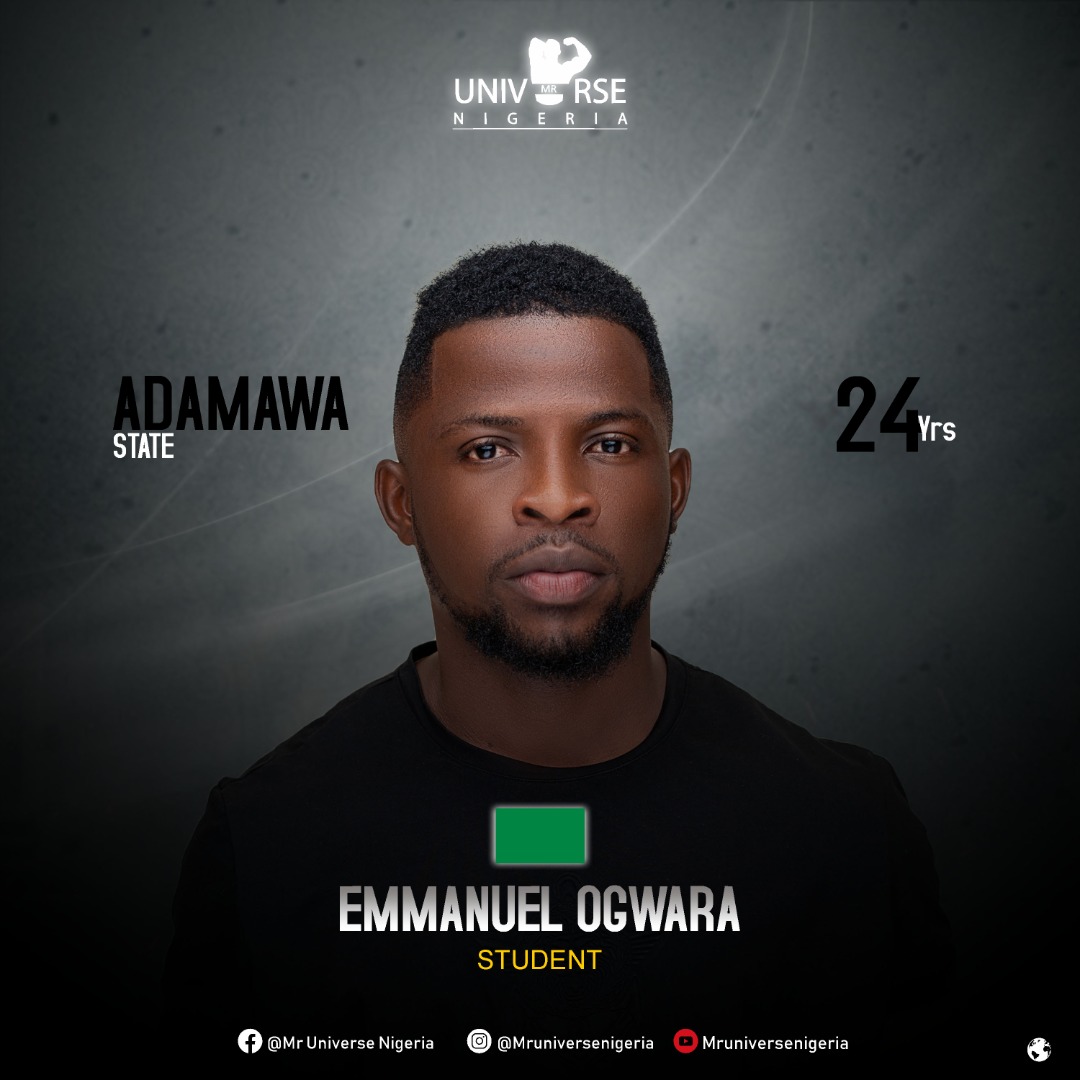 UNIV MR RSE
NIGERIA
ADAMAWA
STATE
24Yrs
EMMANUEL OGWARA
STUDENT
@Mr Universe Nigeria @Mruniversenigeria Mruniversenigeria